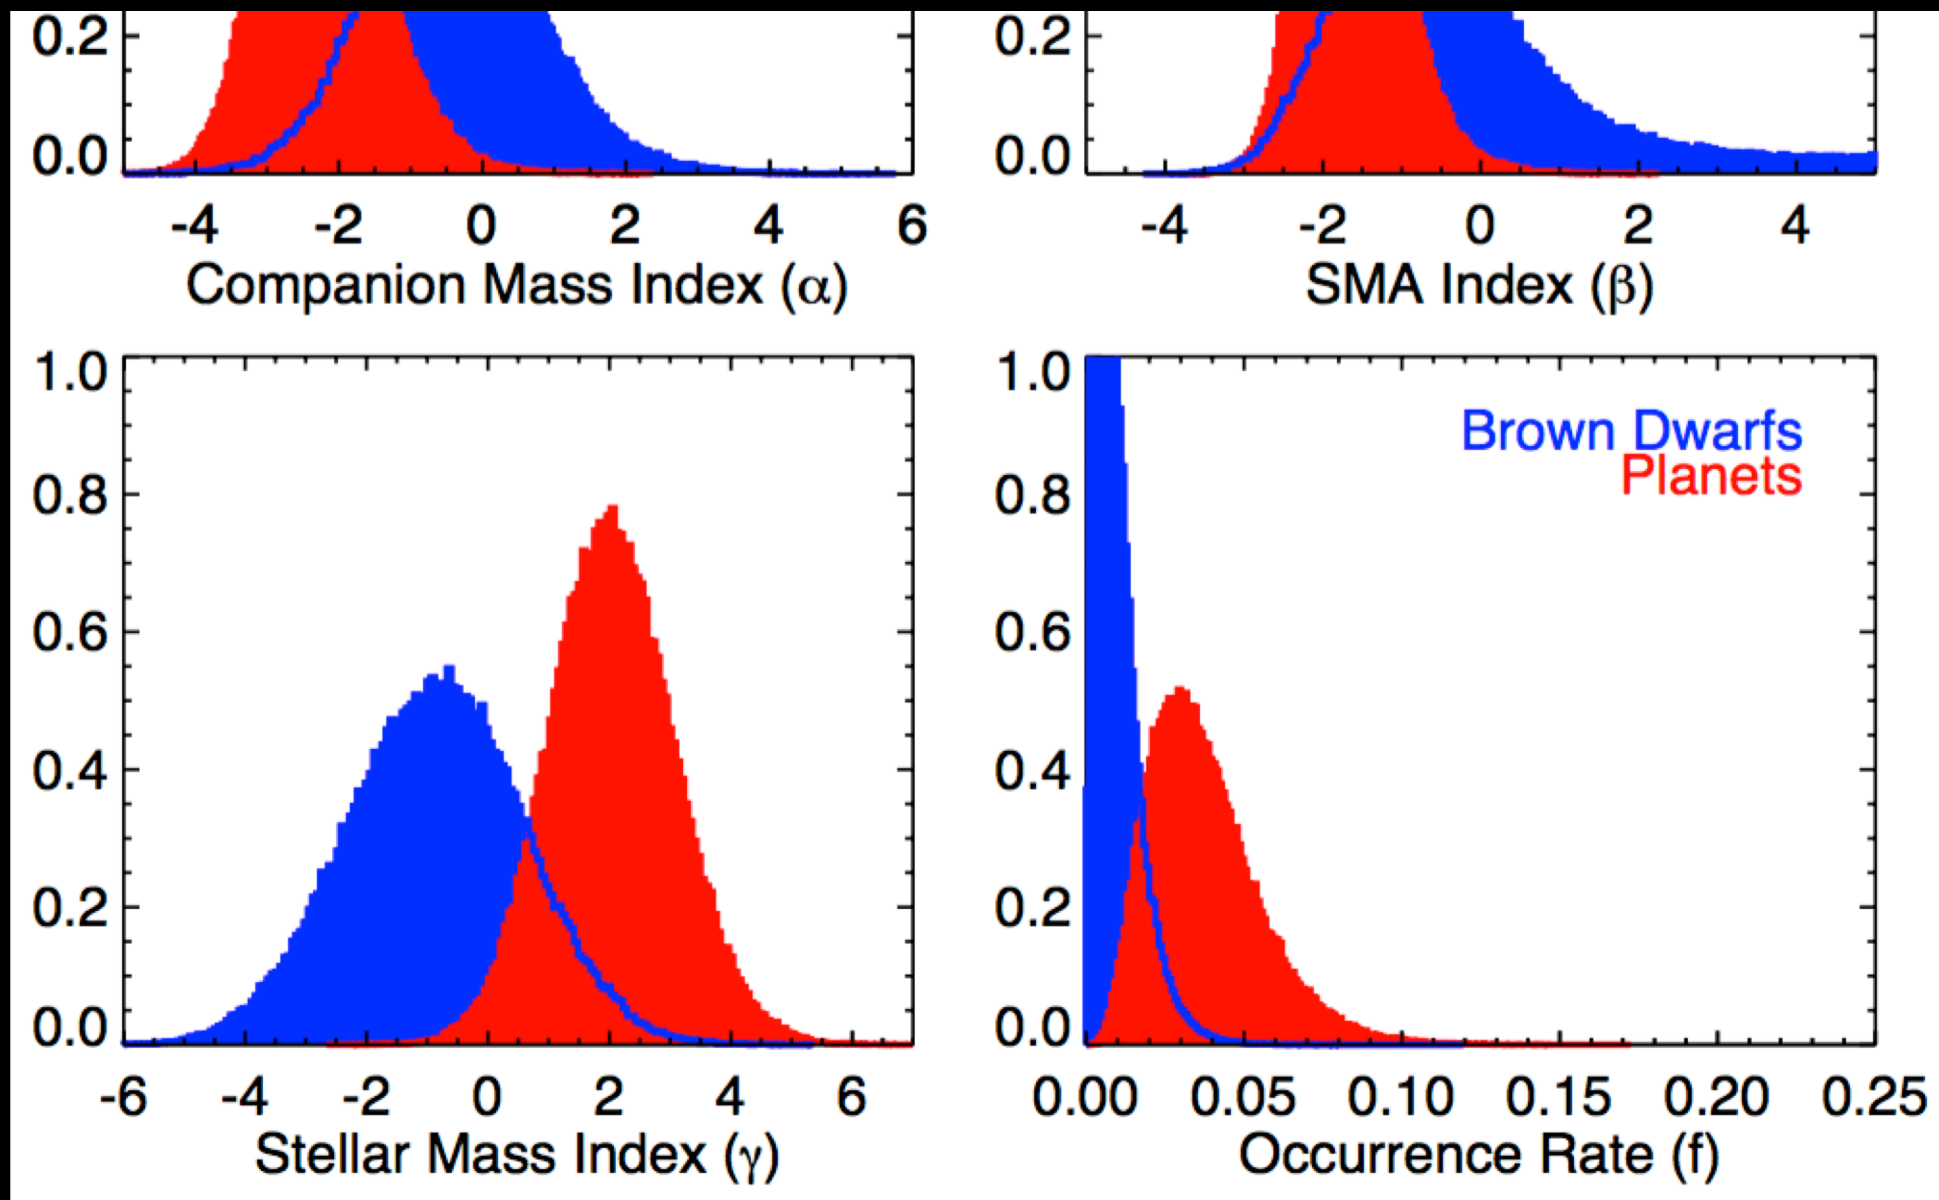 0.2
0.0
-4 -2 0 2 4 6
Companion Mass Index (α)
0.2
0.0
-4 -2 0 2 4
SMA Index (β)
1.0
0.8
0.6
0.4
0.2
0.0
-6 -4 -2 0 2 4 6
Stellar Mass Index (γ)
1.0
0.8
0.6
0.4
0.2
0.0
Brown Dwarfs
Planets
0.00 0.05 0.10 0.15 0.20 0.25
Occurrence Rate (f)